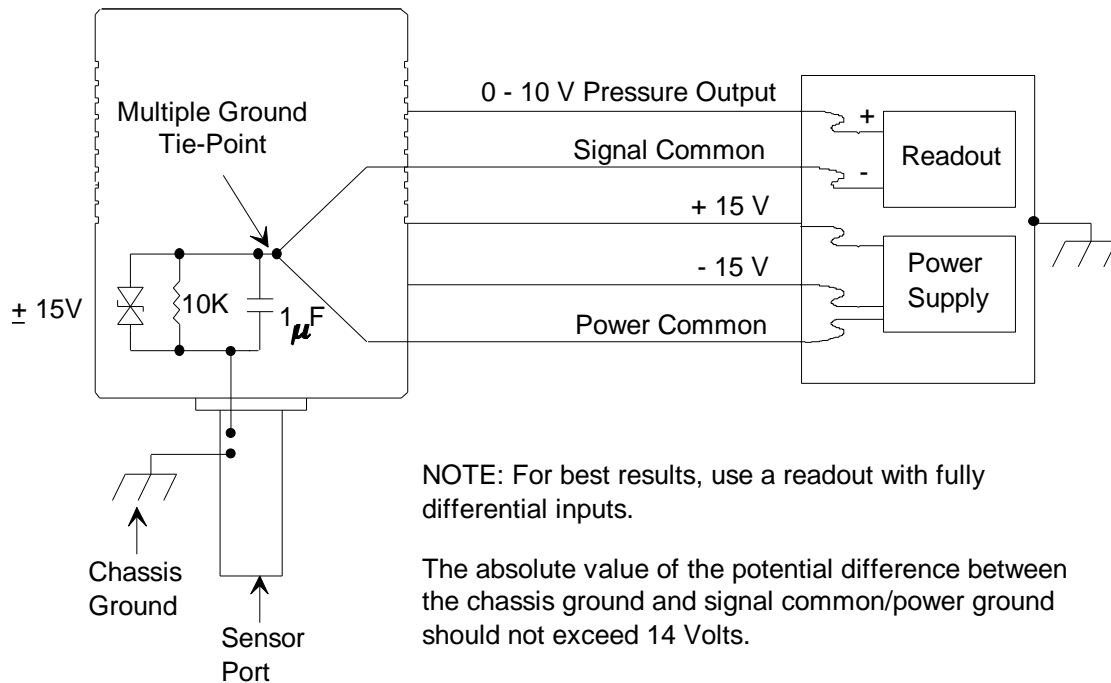 0 - 10 V Pressure Output
Multiple Ground
Tie-Point
+
Readout
Signal Common
-
+ 15 V
- 15 V
Power
Supply
± 15V
10K
1 μF
Power Common
NOTE: For best results, use a readout with fully
differential inputs.
The absolute value of the potential difference between
the chassis ground and signal common/power ground
should not exceed 14 Volts.
Chassis
Ground
Sensor
Port